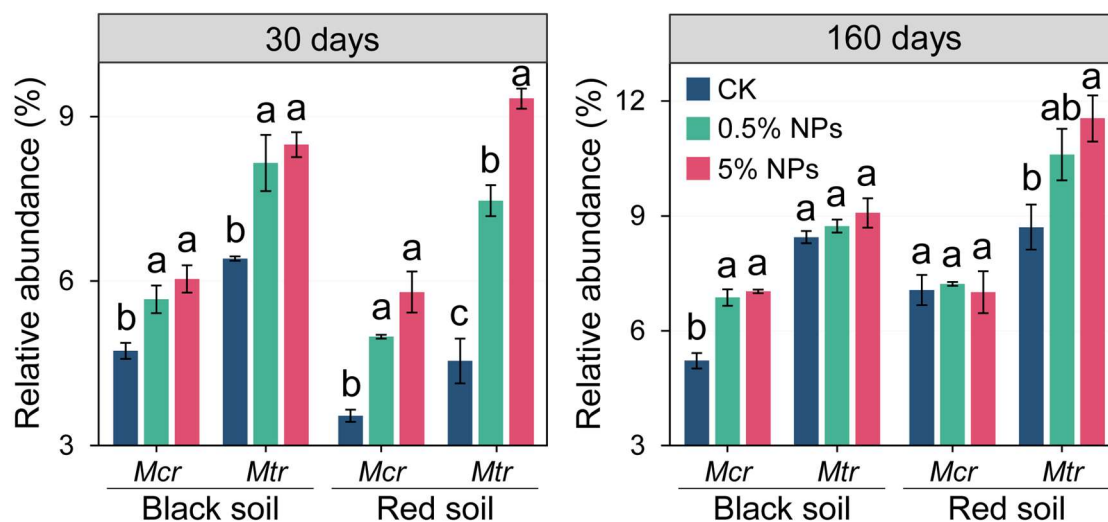 30 days
Relative abundance (%)
9
6
3
b
a
a
b
a
a
b
a
a
c
b
a
Mcr
Mtr
Mcr
Mtr
Black soil
Red soil
160 days
Relative abundance (%)
12
9
6
3
CK
0.5% NPs
5% NPs
b
a
a
a
a
a
a
a
a
b
ab
a
Mcr
Mtr
Mcr
Mtr
Black soil
Red soil